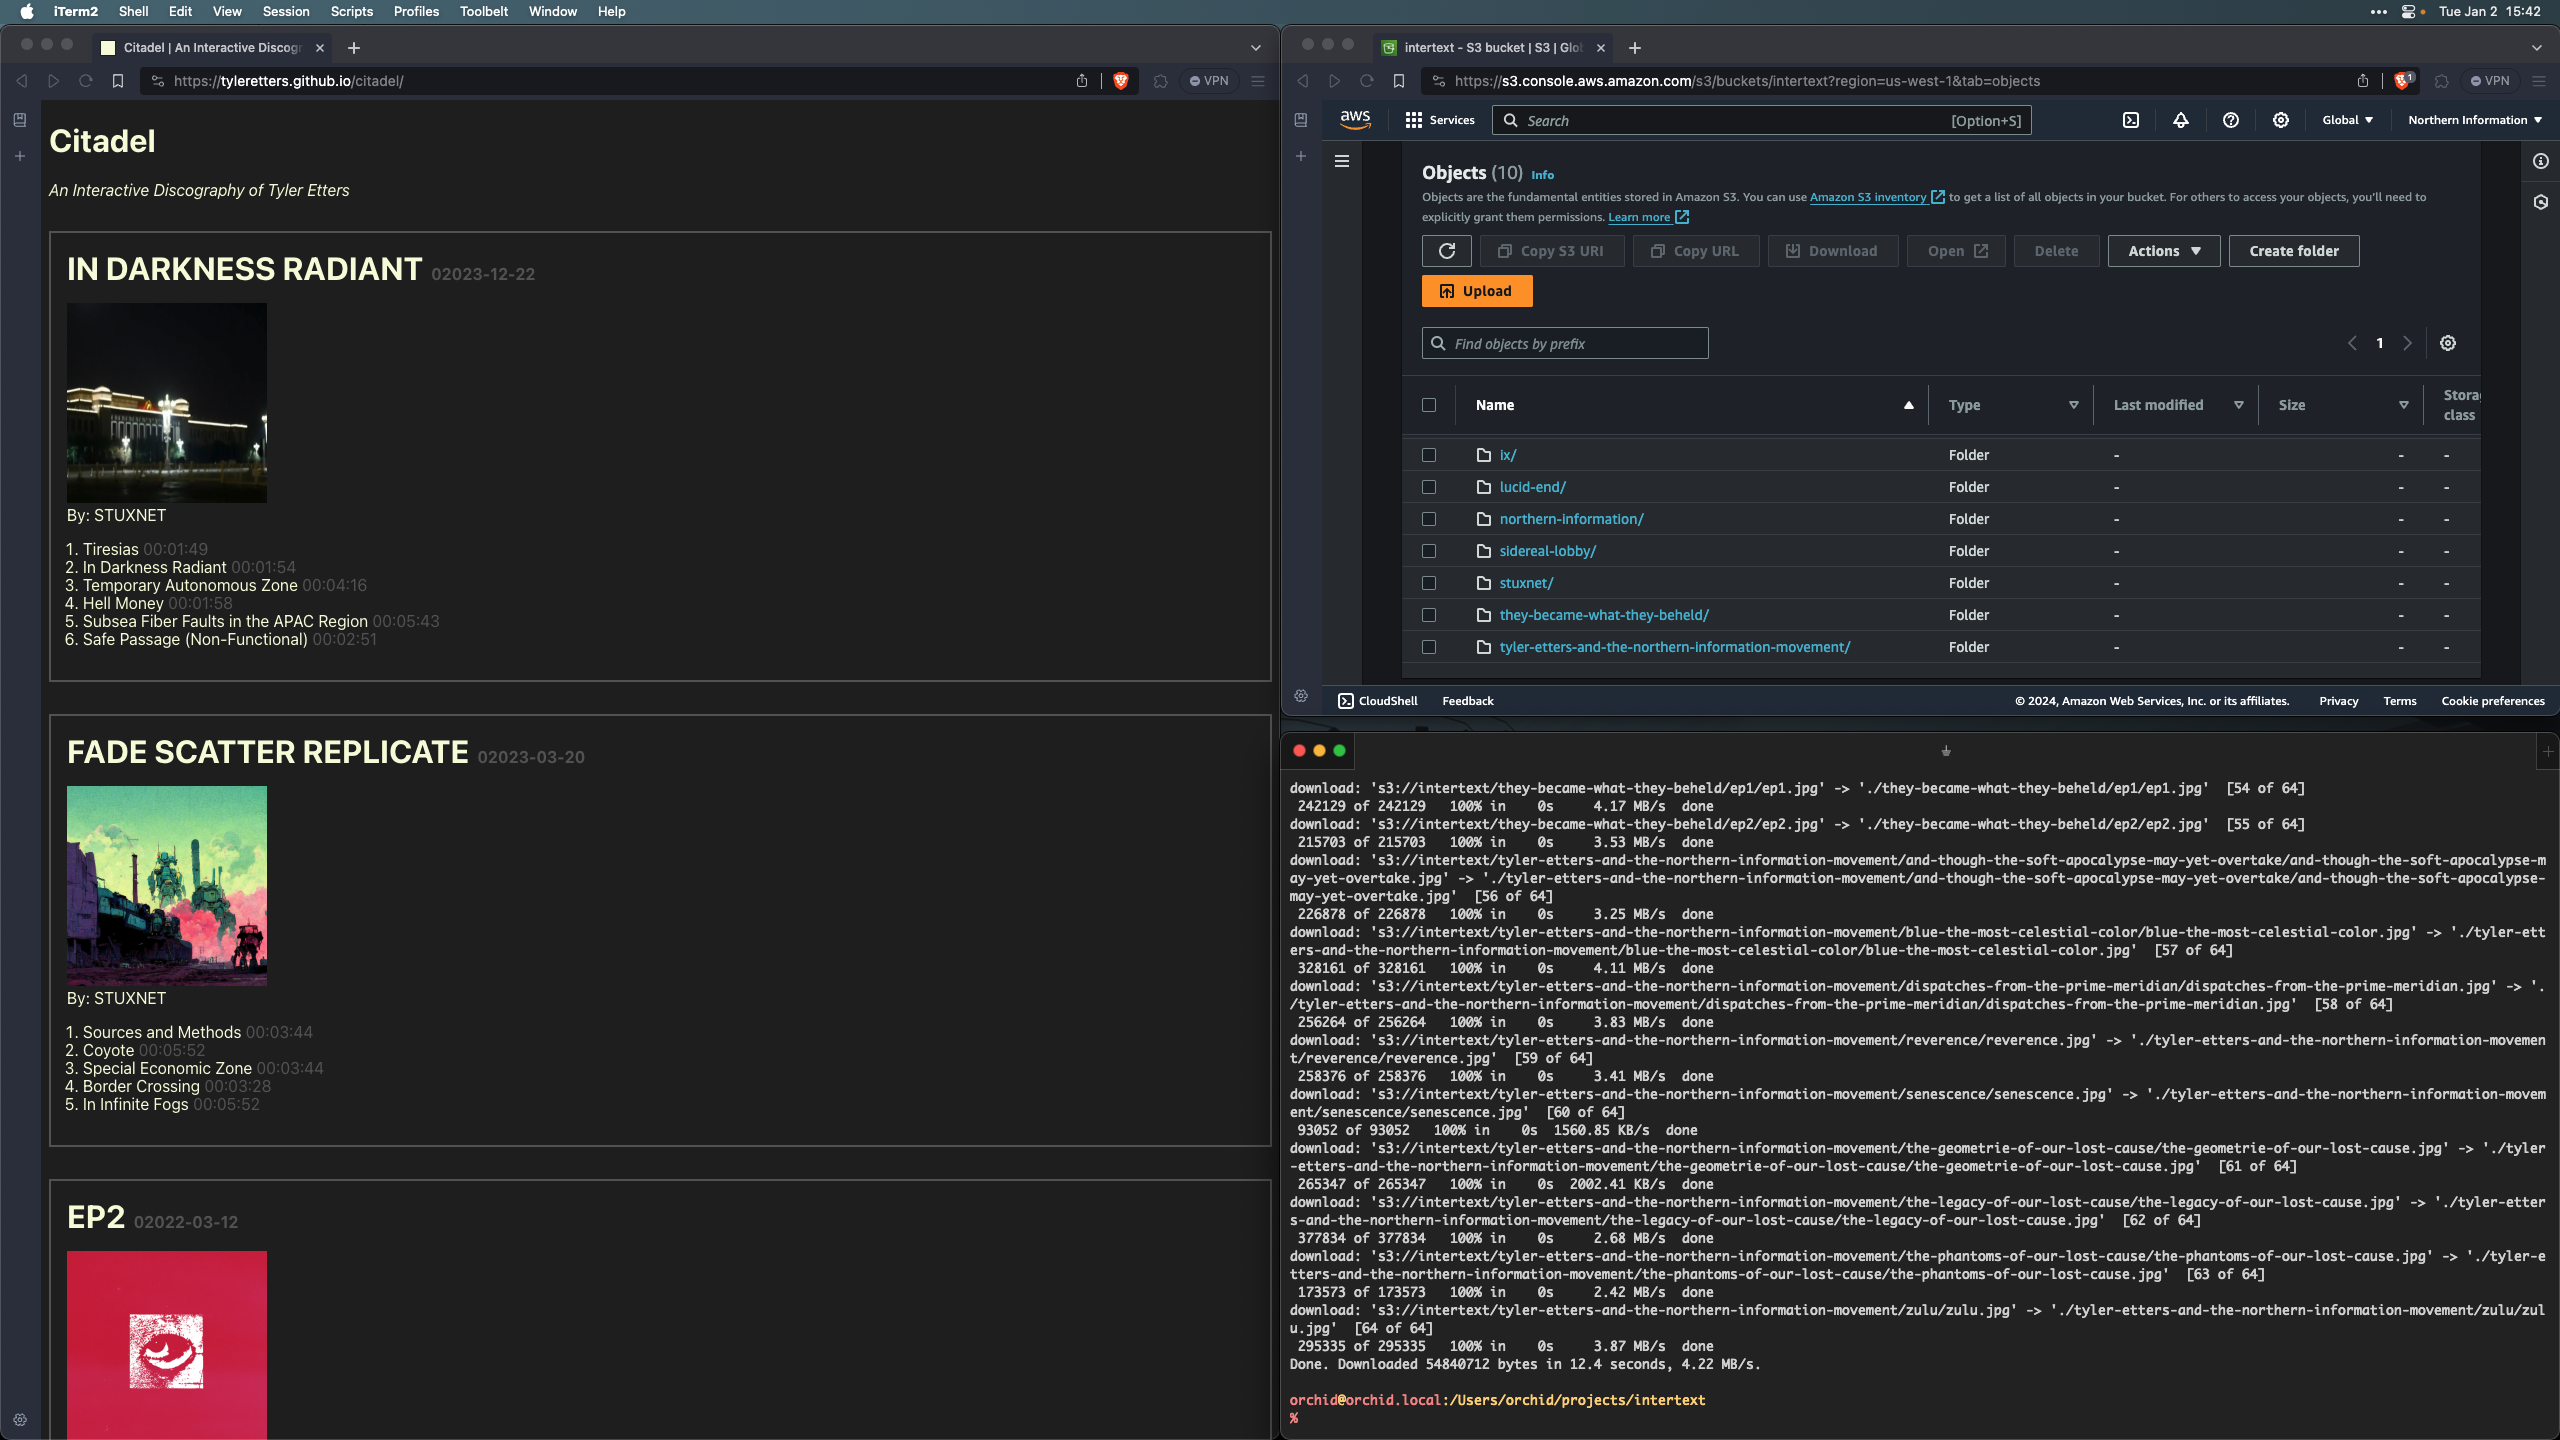 iTerm2 Shell Edit View Session Scripts Profiles Toolbelt Window Help
Tue Jan 2 15:42
Citadel | An Interactive Discogr
https://tyleretters.github.io/citadel/
VPN
Citadel
An Interactive Discography of Tyler Etters
IN DARKNESS RADIANT 02023-12-22
By: STUXNET
1. Tiresias 00:01:49
2. In Darkness Radiant 00:01:54
3. Temporary Autonomous Zone 00:04:16
4. Hell Money 00:01:58
5. Subsea Fiber Faults in the APAC Region 00:05:43
6. Safe Passage (Non-Functional) 00:02:51
FADE SCATTER REPLICATE 02023-03-20
By: STUXNET
1. Sources and Methods 00:03:44
2. Coyote 00:05:52
3. Special Economic Zone 00:03:44
4. Border Crossing 00:03:28
5. In Infinite Fogs 00:05:52
EP2 02022-03-12
intertext - S3 bucket | S3 | Glo
https://s3.console.aws.amazon.com/s3/buckets/intertext?region=us-west-1&tab=objects
1
VPN
aws
Services
Search
[Option+S]
Global
Northern Information
Objects (10) Info
Objects are the fundamental entities stored in Amazon S3. You can use Amazon S3 inventory to get a list of all objects in your bucket. For others to access your objects, you'll need to
explicitly grant them permissions. Learn more
Copy S3 URI
Copy URL
Download
Open
Delete
Actions
Create folder
Upload
Find objects by prefix
1
Name
Type
Last modified
Size
Storag
class
ix/ Folder - - -
lucid-end/ Folder - - -
northern-information/ Folder - - -
sidereal-lobby/ Folder - - -
stuxnet/ Folder - - -
they-became-what-they-beheld/ Folder - - -
tyler-etters-and-the-northern-information-movement/ Folder - - -
CloudShell Feedback
© 2024, Amazon Web Services, Inc. or its affiliates. Privacy Terms Cookie preferences
download: 's3://intertext/they-became-what-they-beheld/ep1/ep1.jpg' -> './they-became-what-they-beheld/ep1/ep1.jpg'  [54 of 64]
242129 of 242129   100% in    0s     4.17 MB/s  done
download: 's3://intertext/they-became-what-they-beheld/ep2/ep2.jpg' -> './they-became-what-they-beheld/ep2/ep2.jpg'  [55 of 64]
215703 of 215703   100% in    0s     3.53 MB/s  done
download: 's3://intertext/tyler-etters-and-the-northern-information-movement/and-though-the-soft-apocalypse-may-yet-overtake/and-though-the-soft-apocalypse-m
ay-yet-overtake.jpg' -> './tyler-etters-and-the-northern-information-movement/and-though-the-soft-apocalypse-may-yet-overtake/and-though-the-soft-apocalypse-
may-yet-overtake.jpg'  [56 of 64]
226878 of 226878   100% in    0s     3.25 MB/s  done
download: 's3://intertext/tyler-etters-and-the-northern-information-movement/blue-the-most-celestial-color/blue-the-most-celestial-color.jpg' -> './tyler-ett
ers-and-the-northern-information-movement/blue-the-most-celestial-color/blue-the-most-celestial-color.jpg'  [57 of 64]
328161 of 328161   100% in    0s     4.11 MB/s  done
download: 's3://intertext/tyler-etters-and-the-northern-information-movement/dispatches-from-the-prime-meridian/dispatches-from-the-prime-meridian.jpg' -> '.
/tyler-etters-and-the-northern-information-movement/dispatches-from-the-prime-meridian/dispatches-from-the-prime-meridian.jpg'  [58 of 64]
256264 of 256264   100% in    0s     3.83 MB/s  done
download: 's3://intertext/tyler-etters-and-the-northern-information-movement/reverence/reverence.jpg' -> './tyler-etters-and-the-northern-information-movemen
t/reverence/reverence.jpg'  [59 of 64]
258376 of 258376   100% in    0s     3.41 MB/s  done
download: 's3://intertext/tyler-etters-and-the-northern-information-movement/senescence/senescence.jpg' -> './tyler-etters-and-the-northern-information-movem
ent/senescence/senescence.jpg'  [60 of 64]
93052 of 93052   100% in    0s  1560.85 KB/s  done
download: 's3://intertext/tyler-etters-and-the-northern-information-movement/the-geometrie-of-our-lost-cause/the-geometrie-of-our-lost-cause.jpg' -> './tyler
-etters-and-the-northern-information-movement/the-geometrie-of-our-lost-cause/the-geometrie-of-our-lost-cause.jpg'  [61 of 64]
265347 of 265347   100% in    0s  2002.41 KB/s  done
download: 's3://intertext/tyler-etters-and-the-northern-information-movement/the-legacy-of-our-lost-cause/the-legacy-of-our-lost-cause.jpg' -> './tyler-etter
s-and-the-northern-information-movement/the-legacy-of-our-lost-cause/the-legacy-of-our-lost-cause.jpg'  [62 of 64]
377834 of 377834   100% in    0s     2.68 MB/s  done
download: 's3://intertext/tyler-etters-and-the-northern-information-movement/the-phantoms-of-our-lost-cause/the-phantoms-of-our-lost-cause.jpg' -> './tyler-e
tters-and-the-northern-information-movement/the-phantoms-of-our-lost-cause/the-phantoms-of-our-lost-cause.jpg'  [63 of 64]
173573 of 173573   100% in    0s     2.42 MB/s  done
download: 's3://intertext/tyler-etters-and-the-northern-information-movement/zulu/zulu.jpg' -> './tyler-etters-and-the-northern-information-movement/zulu/zul
u.jpg'  [64 of 64]
295335 of 295335   100% in    0s     3.87 MB/s  done
Done. Downloaded 54840712 bytes in 12.4 seconds, 4.22 MB/s.
orchid@orchid.local:/Users/orchid/projects/intertext
%